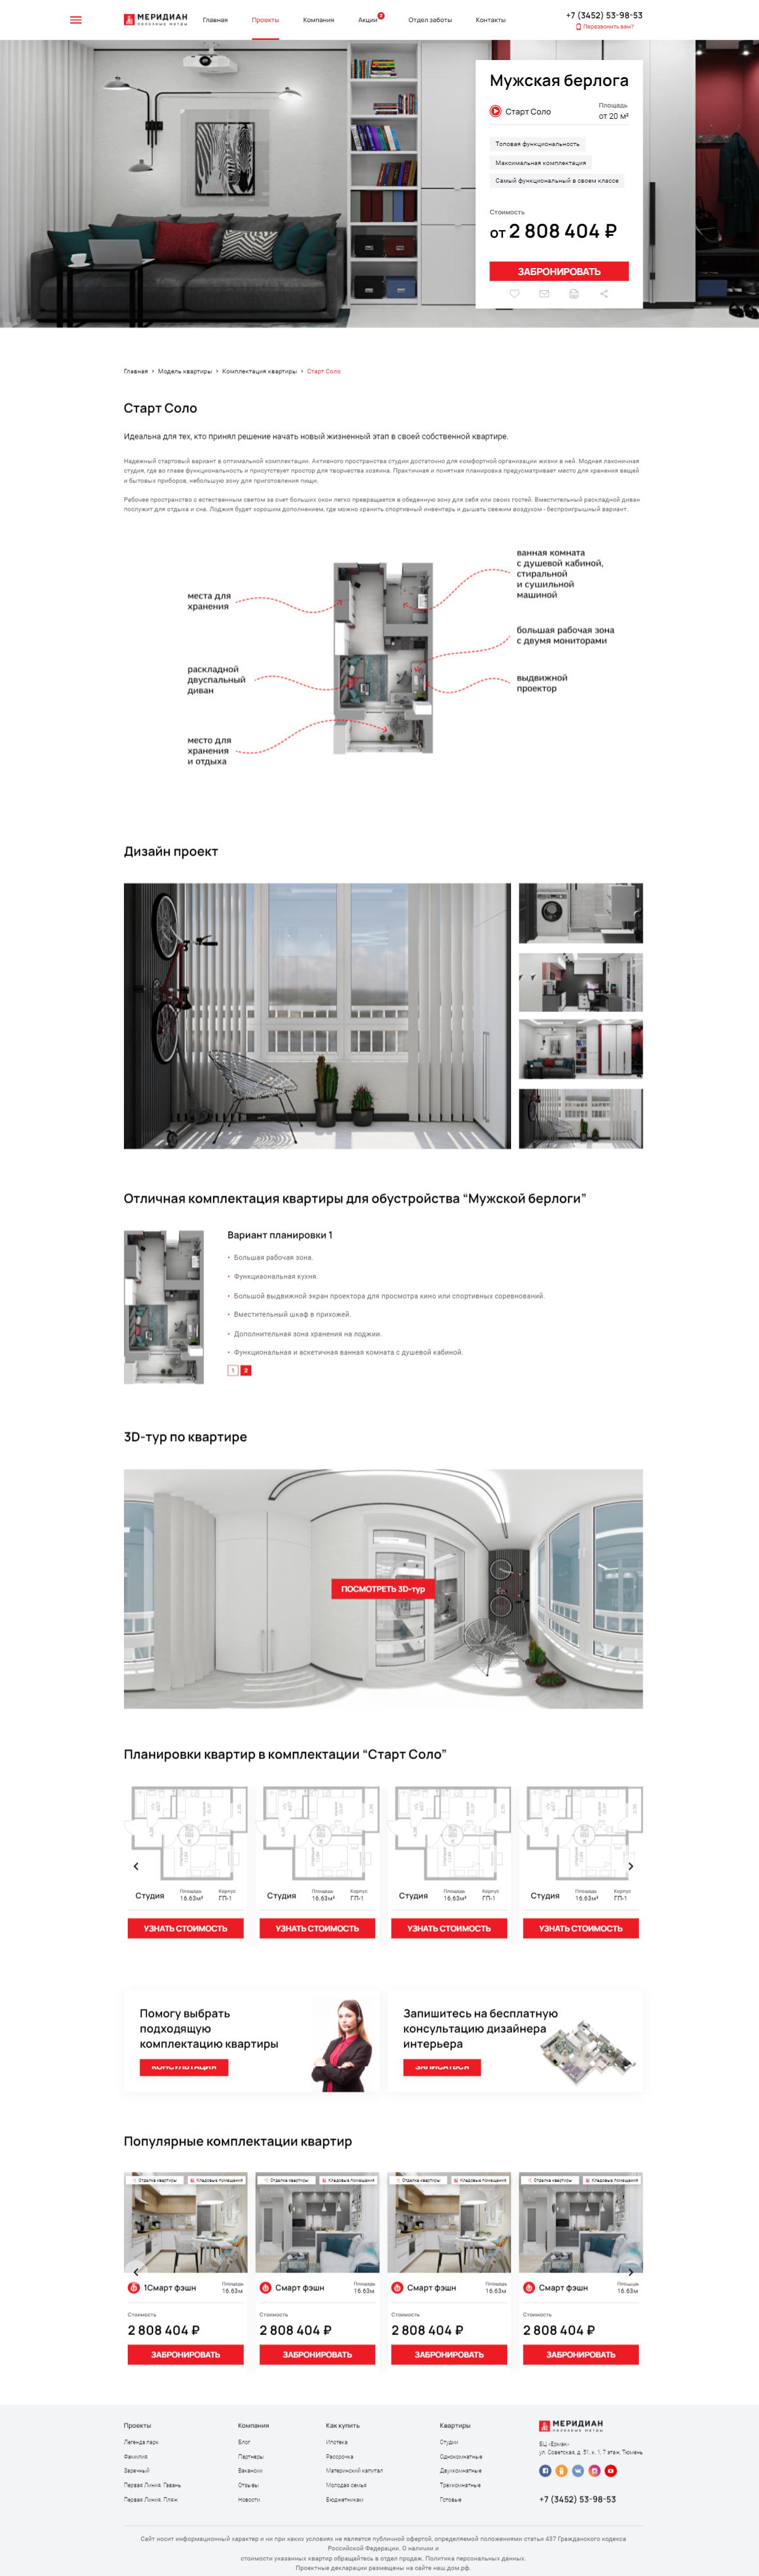 МЕРИДИАН
ПОЛЕЗНЫЕ МЕТРЫ
Главная
Проекты
Компания
Акции 2
Отдел заботы
Контакты
+7 (3452) 53-98-53
Перезвонить вам?
Мужская берлога
Старт Соло
Площадь
от 20 м²
Топовая функциональность
Максимальная комплектация
Самый функциональный в своем классе
Стоимость
от 2 808 404 ₽
ЗАБРОНИРОВАТЬ
Главная › Модель квартиры › Комплектация квартиры › Старт Соло
Старт Соло
Идеальна для тех, кто принял решение начать новый жизненный этап в своей собственной квартире.
Надежный стартовый вариант в оптимальной комплектации. Активного пространства студии достаточно для комфортной организации жизни в ней. Модная лаконичная
студия, где во главе функциональность и присутствует простор для творчества хозяина. Практичная и понятная планировка предусматривает место для хранения вещей
и бытовых приборов, небольшую зону для приготовления пищи.
Рабочее пространство с естественным светом за счет больших окон легко превращается в обеденную зону для себя или своих гостей. Вместительный раскладной диван
послужит для отдыха и сна. Лоджия будет хорошим дополнением, где можно хранить спортивный инвентарь и дышать свежим воздухом - беспроигрышный вариант.
места для
хранения
раскладной
двуспальный
диван
место для
хранения
и отдыха
ванная комната
с душевой кабиной,
стиральной
и сушильной
машиной
большая рабочая зона
с двумя мониторами
выдвижной
проектор
Дизайн проект
Отличная комплектация квартиры для обустройства “Мужской берлоги”
Вариант планировки 1
Большая рабочая зона.
Функциаональная кухня.
Большой выдвижной экран проектора для просмотра кино или спортивных соревнований.
Вместительный шкаф в прихожей.
Дополнительная зона хранения на лоджии.
Функциональная и аскетичная ванная комната с душевой кабиной.
1 2
3D-тур по квартире
ПОСМОТРЕТЬ 3D-тур
Планировки квартир в комплектации “Старт Соло”
Студия
Площадь
16.63м²
Корпус
ГП-1
УЗНАТЬ СТОИМОСТЬ
Студия
Площадь
16.63м²
Корпус
ГП-1
УЗНАТЬ СТОИМОСТЬ
Студия
Площадь
16.63м²
Корпус
ГП-1
УЗНАТЬ СТОИМОСТЬ
Студия
Площадь
16.63м²
Корпус
ГП-1
УЗНАТЬ СТОИМОСТЬ
Помогу выбрать
подходящую
комплектацию квартиры
КОНСУЛЬТАЦИЯ
Запишитесь на бесплатную
консультацию дизайнера
интерьера
ЗАПИСАТЬСЯ
Популярные комплектации квартир
Отделка квартиры
Кладовые помещения
1Смарт фэшн
Площадь
16.63м
Стоимость
2 808 404 ₽
ЗАБРОНИРОВАТЬ
Отделка квартиры
Кладовые помещения
Смарт фэшн
Площадь
16.63м
Стоимость
2 808 404 ₽
ЗАБРОНИРОВАТЬ
Отделка квартиры
Кладовые помещения
Смарт фэшн
Площадь
16.63м
Стоимость
2 808 404 ₽
ЗАБРОНИРОВАТЬ
Отделка квартиры
Кладовые помещения
Смарт фэшн
Площадь
16.63м
Стоимость
2 808 404 ₽
ЗАБРОНИРОВАТЬ
Проекты
Легенда парк
Фамилия
Заречный
Первая Линия. Гавань
Первая Линия. Пляж
Компания
Блог
Партнеры
Вакансии
Отзывы
Новости
Как купить
Ипотека
Рассрочка
Материнский капитал
Молодая семья
Бюджетникам
Квартиры
Студии
Однокомнатные
Двухкомнатные
Трехкомнатные
Готовые
МЕРИДИАН
ПОЛЕЗНЫЕ МЕТРЫ
БЦ «Ермак»
ул. Советская, д. 51, к. 1, 7 этаж, Тюмень
+7 (3452) 53-98-53
Сайт носит информационный характер и ни при каких условиях не является публичной офертой, определяемой положениями статьи 437 Гражданского кодекса
Российской Федерации. О наличии и
стоимости указанных квартир обращайтесь в отдел продаж. Политика персональных данных.
Проектные декларации размещены на сайте наш.дом.рф.